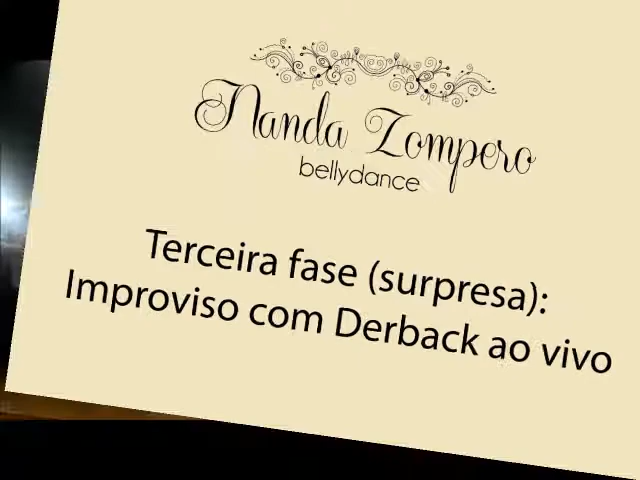 Nanda Zompero
bellydance
Terceira fase (surpresa):
Improviso com Derback ao vivo